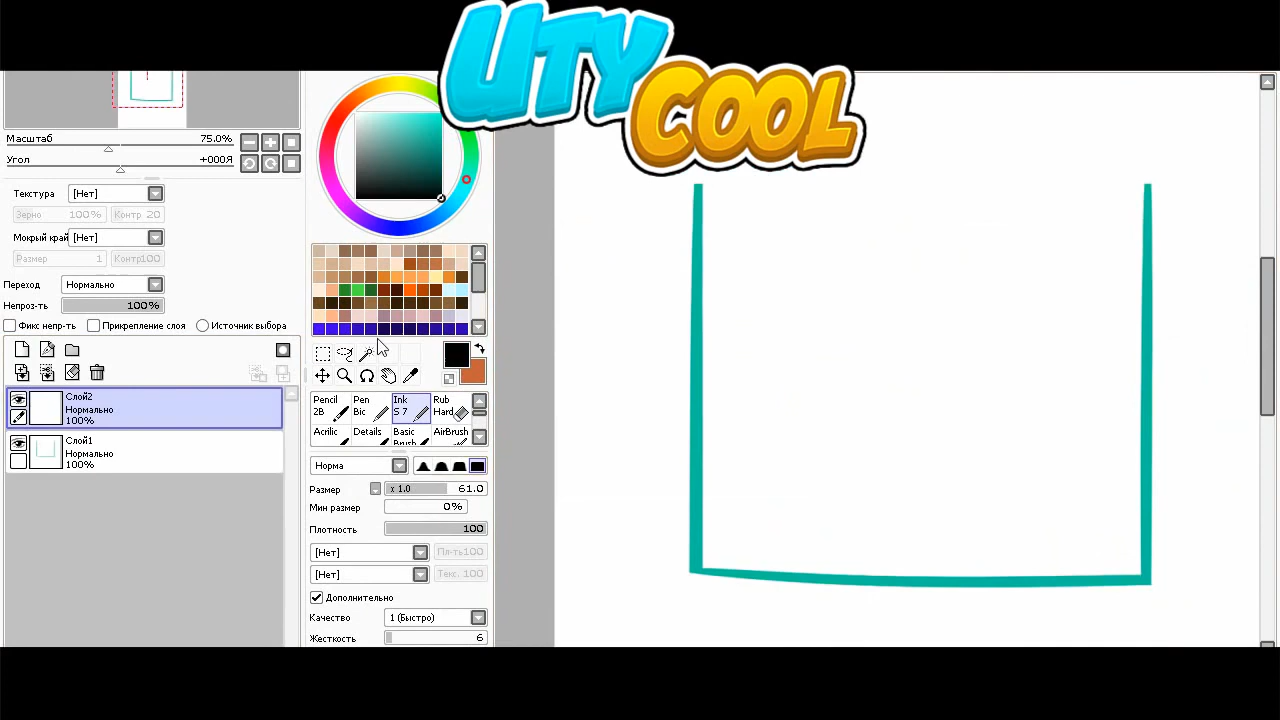 UTY
COOL
Масштаб 75.0%
Угол +000Я
Текстура [Нет]
Зерно 100% Контр 20
Мокрый край [Нет]
Размер 1 Контр100
Переход Нормально
Непроз-ть 100%
Фикс непр-ть Прикрепление слоя Источник выбора
Слой2
Нормально
100%
Слой1
Нормально
100%
Pencil Pen Ink Rub
2B Bic S 7 Hard
Acrilic Details Basic AirBrush
Brush
Норма
Размер x 1.0 61.0
Мин размер 0%
Плотность 100
[Нет] Пл-ть100
[Нет] Текс. 100
Дополнительно
Качество 1 (Быстро)
Жесткость 6